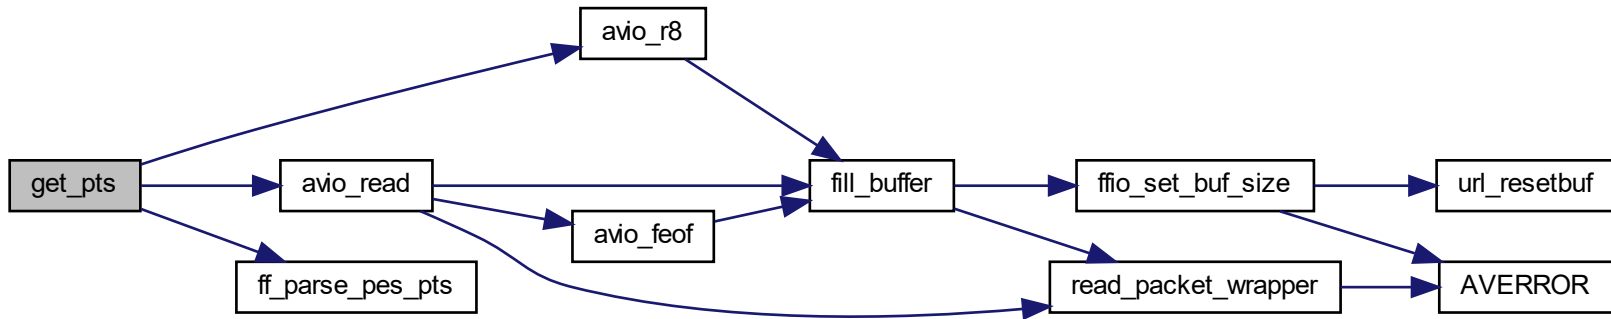 avio_r8
get_pts
avio_read
fill_buffer
ffio_set_buf_size
url_resetbuf
avio_feof
ff_parse_pes_pts
read_packet_wrapper
AVERROR